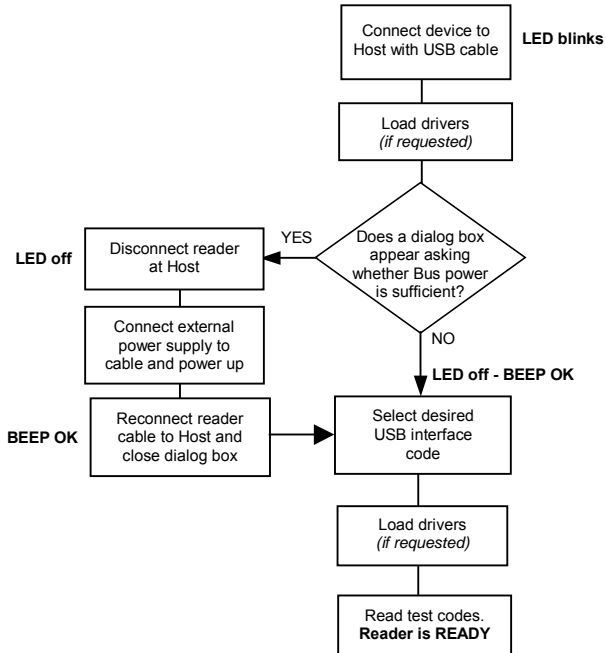 Connect device to
Host with USB cable
LED blinks
Load drivers
(if requested)
Does a dialog box
appear asking
whether Bus power
is sufficient?
YES
Disconnect reader
at Host
LED off
Connect external
power supply to
cable and power up
Reconnect reader
cable to Host and
close dialog box
BEEP OK
NO
LED off - BEEP OK
Select desired
USB interface
code
Load drivers
(if requested)
Read test codes.
Reader is READY